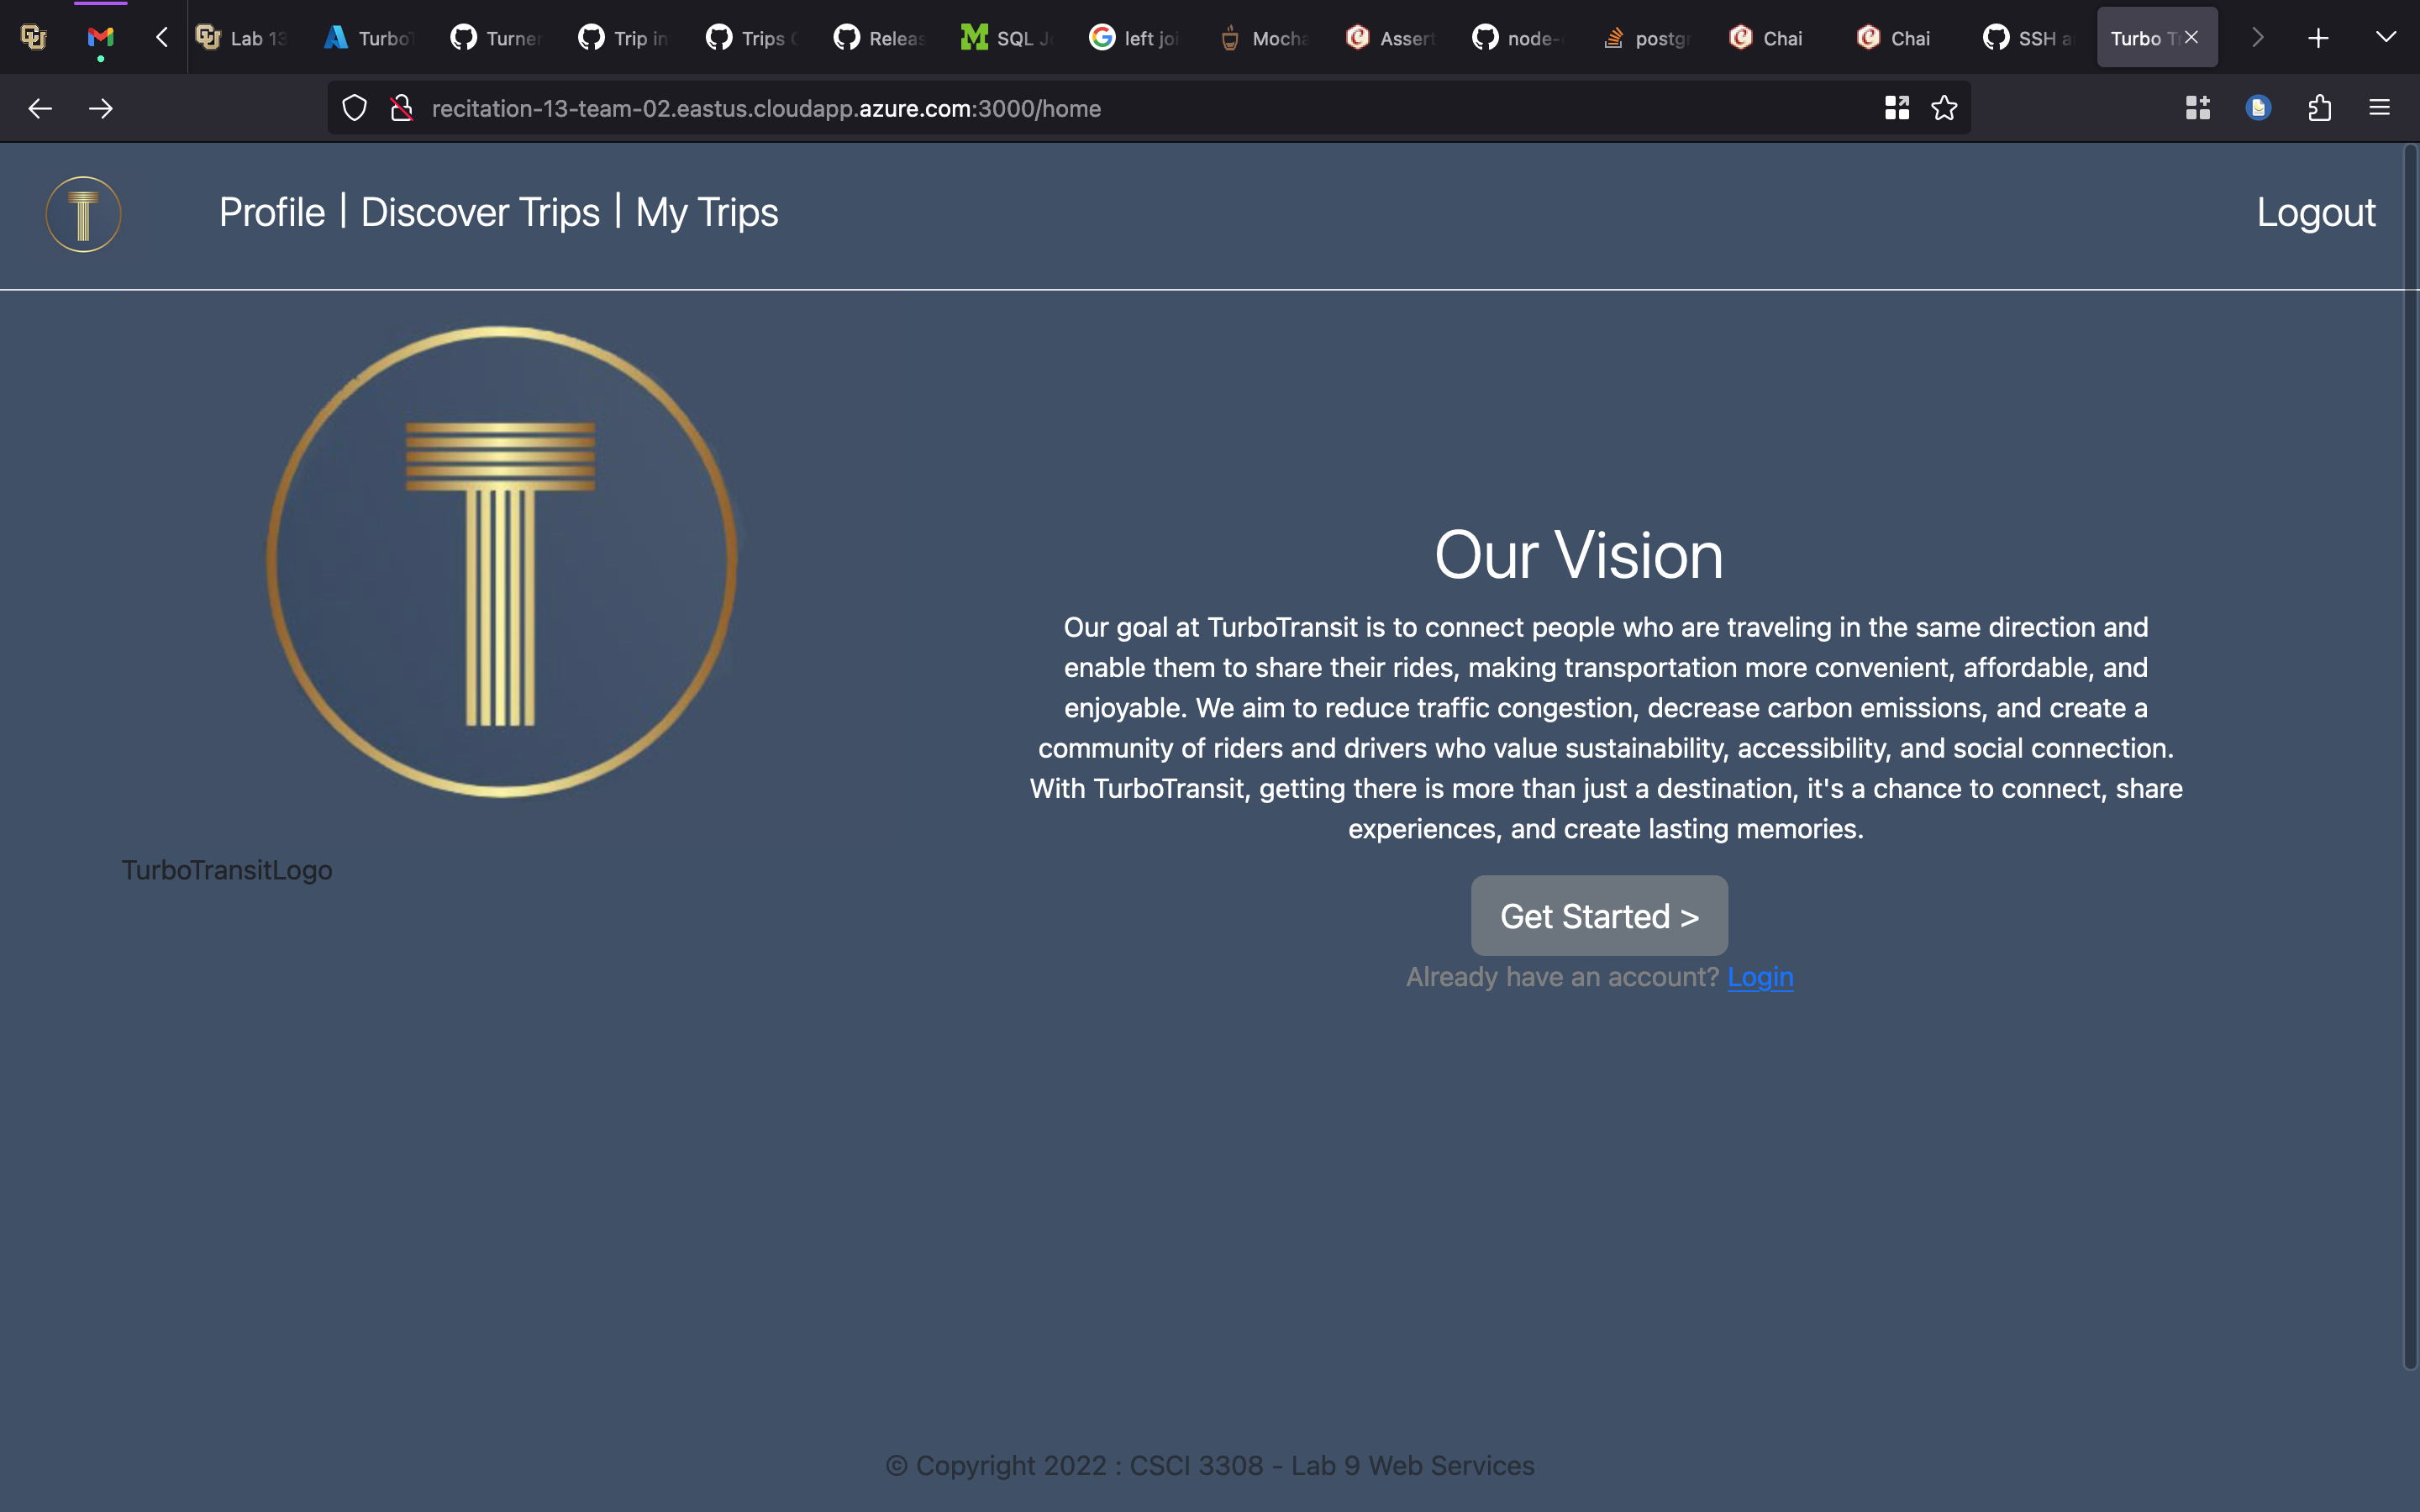 Lab 13
Turbo
Turner
Trip in
Trips
Releas
SQL J
left joi
Mocha
Assert
node-
postgr
Chai
Chai
SSH a
Turbo Tr
recitation-13-team-02.eastus.cloudapp.azure.com:3000/home
T
Profile | Discover Trips | My Trips
Logout
T
Our Vision
Our goal at TurboTransit is to connect people who are traveling in the same direction and
enable them to share their rides, making transportation more convenient, affordable, and
enjoyable. We aim to reduce traffic congestion, decrease carbon emissions, and create a
community of riders and drivers who value sustainability, accessibility, and social connection.
With TurboTransit, getting there is more than just a destination, it's a chance to connect, share
experiences, and create lasting memories.
TurboTransitLogo
Get Started >
Already have an account? Login
© Copyright 2022 : CSCI 3308 - Lab 9 Web Services